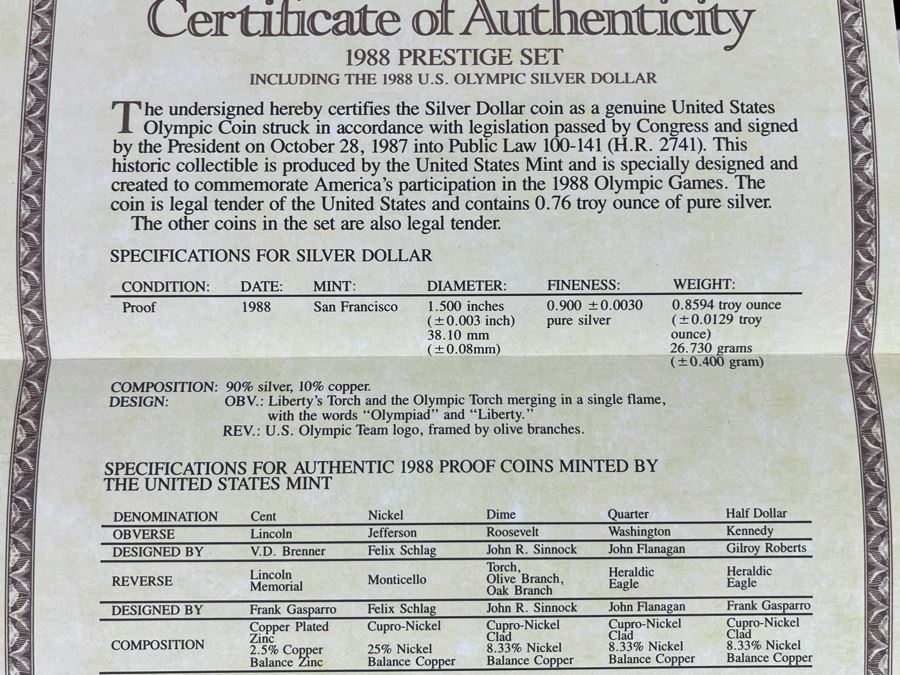 Certificate of Authenticity
1988 PRESTIGE SET
INCLUDING THE 1988 U.S. OLYMPIC SILVER DOLLAR
The undersigned hereby certifies the Silver Dollar coin as a genuine United States
Olympic Coin struck in accordance with legislation passed by Congress and signed
by the President on October 28, 1987 into Public Law 100-141 (H.R. 2741). This
historic collectible is produced by the United States Mint and is specially designed and
created to commemorate America's participation in the 1988 Olympic Games. The
coin is legal tender of the United States and contains 0.76 troy ounce of pure silver.
The other coins in the set are also legal tender.
SPECIFICATIONS FOR SILVER DOLLAR
CONDITION: DATE: MINT: DIAMETER: FINENESS: WEIGHT:
Proof 1988 San Francisco 1.500 inches 0.900 ±0.0030 0.8594 troy ounce
(±0.003 inch) pure silver (±0.0129 troy
38.10 mm ounce)
(±0.08mm) 26.730 grams
(±0.400 gram)
COMPOSITION: 90% silver, 10% copper.
DESIGN: OBV.: Liberty's Torch and the Olympic Torch merging in a single flame,
with the words "Olympiad" and "Liberty."
REV.: U.S. Olympic Team logo, framed by olive branches.
SPECIFICATIONS FOR AUTHENTIC 1988 PROOF COINS MINTED BY
THE UNITED STATES MINT
DENOMINATION Cent Nickel Dime Quarter Half Dollar
OBVERSE Lincoln Jefferson Roosevelt Washington Kennedy
DESIGNED BY V.D. Brenner Felix Schlag John R. Sinnock John Flanagan Gilroy Roberts
Torch,
REVERSE Lincoln Monticello Olive Branch, Heraldic Heraldic
Memorial Oak Branch Eagle Eagle
DESIGNED BY Frank Gasparro Felix Schlag John R. Sinnock John Flanagan Frank Gasparro
Copper Plated Cupro-Nickel Cupro-Nickel Cupro-Nickel Cupro-Nickel
Zinc Clad Clad Clad
COMPOSITION 2.5% Copper 25% Nickel 8.33% Nickel 8.33% Nickel 8.33% Nickel
Balance Zinc Balance Copper Balance Copper Balance Copper Balance Copper